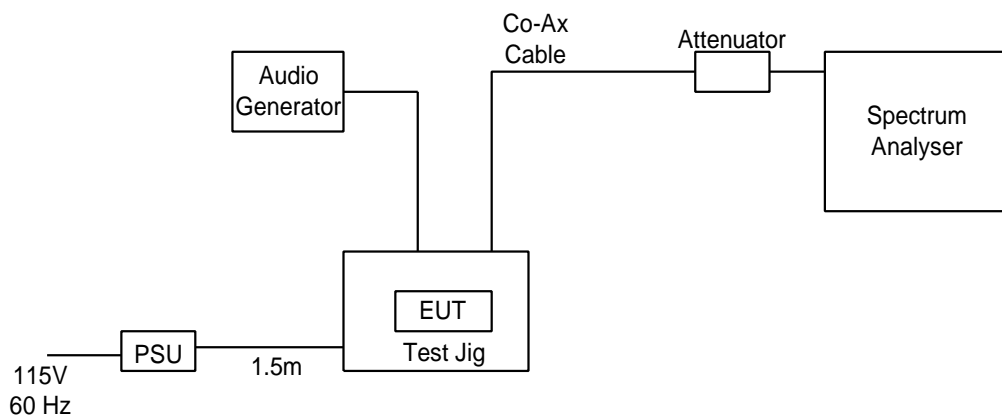 Co-Ax
Cable
Attenuator
Audio
Generator
Spectrum
Analyser
EUT
Test Jig
PSU
1.5m
115V
60 Hz